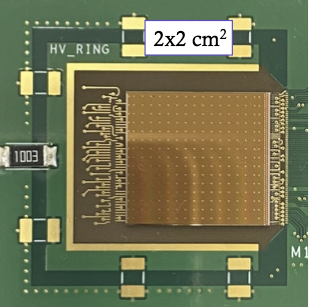 2x2 cm²
HV_RING
1003
M1